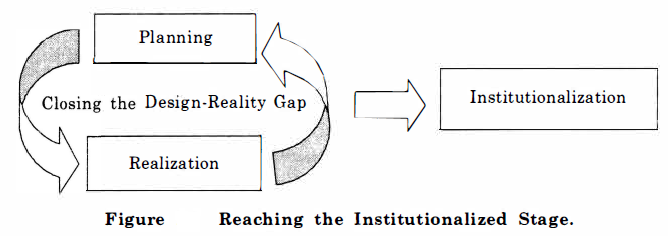 Planning
Closing the Design-Reality Gap
Institutionalization
Realization
Figure Reaching the Institutionalized Stage.